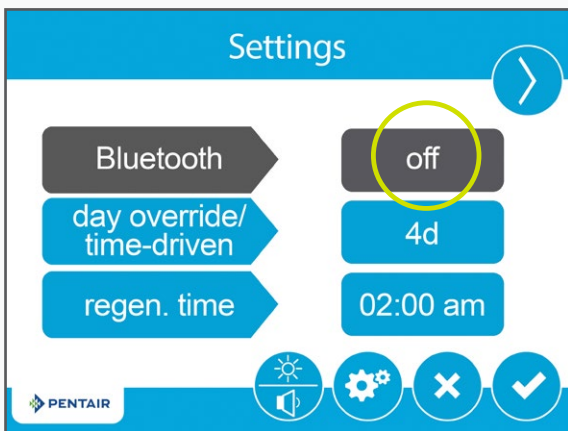 Settings
Bluetooth
off
day override/
time-driven
4d
regen. time
02:00 am
PENTAIR